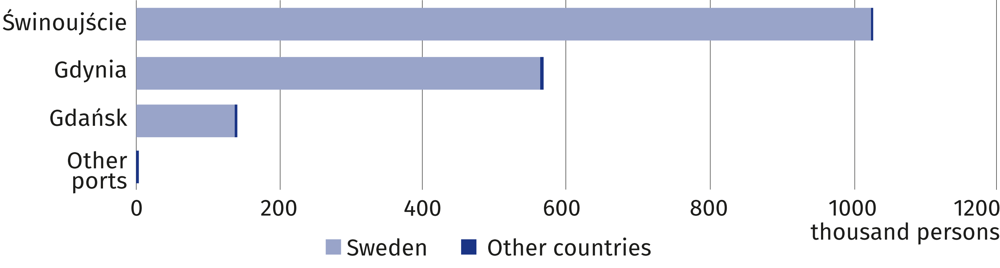 Świnoujście
Gdynia
Gdańsk
Other
ports
0 200 400 600 800 1000 1200
thousand persons
Sweden Other countries